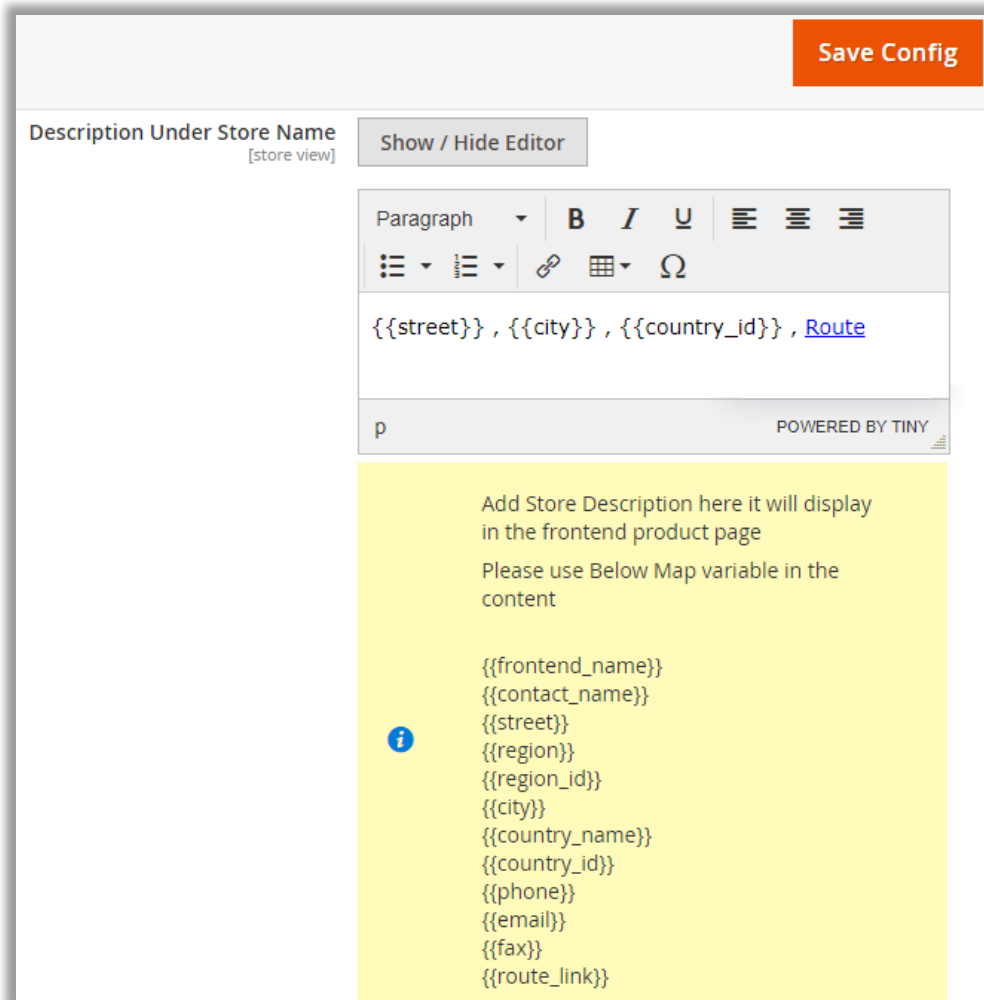 Save Config
Description Under Store Name
[store view]
Show / Hide Editor
Paragraph B I U
Ω
{{street}} , {{city}} , {{country_id}} , Route
p POWERED BY TINY
Add Store Description here it will display
in the frontend product page
Please use Below Map variable in the
content
{{frontend_name}}
{{contact_name}}
{{street}}
{{region}}
{{region_id}}
{{city}}
{{country_name}}
{{country_id}}
{{phone}}
{{email}}
{{fax}}
{{route_link}}